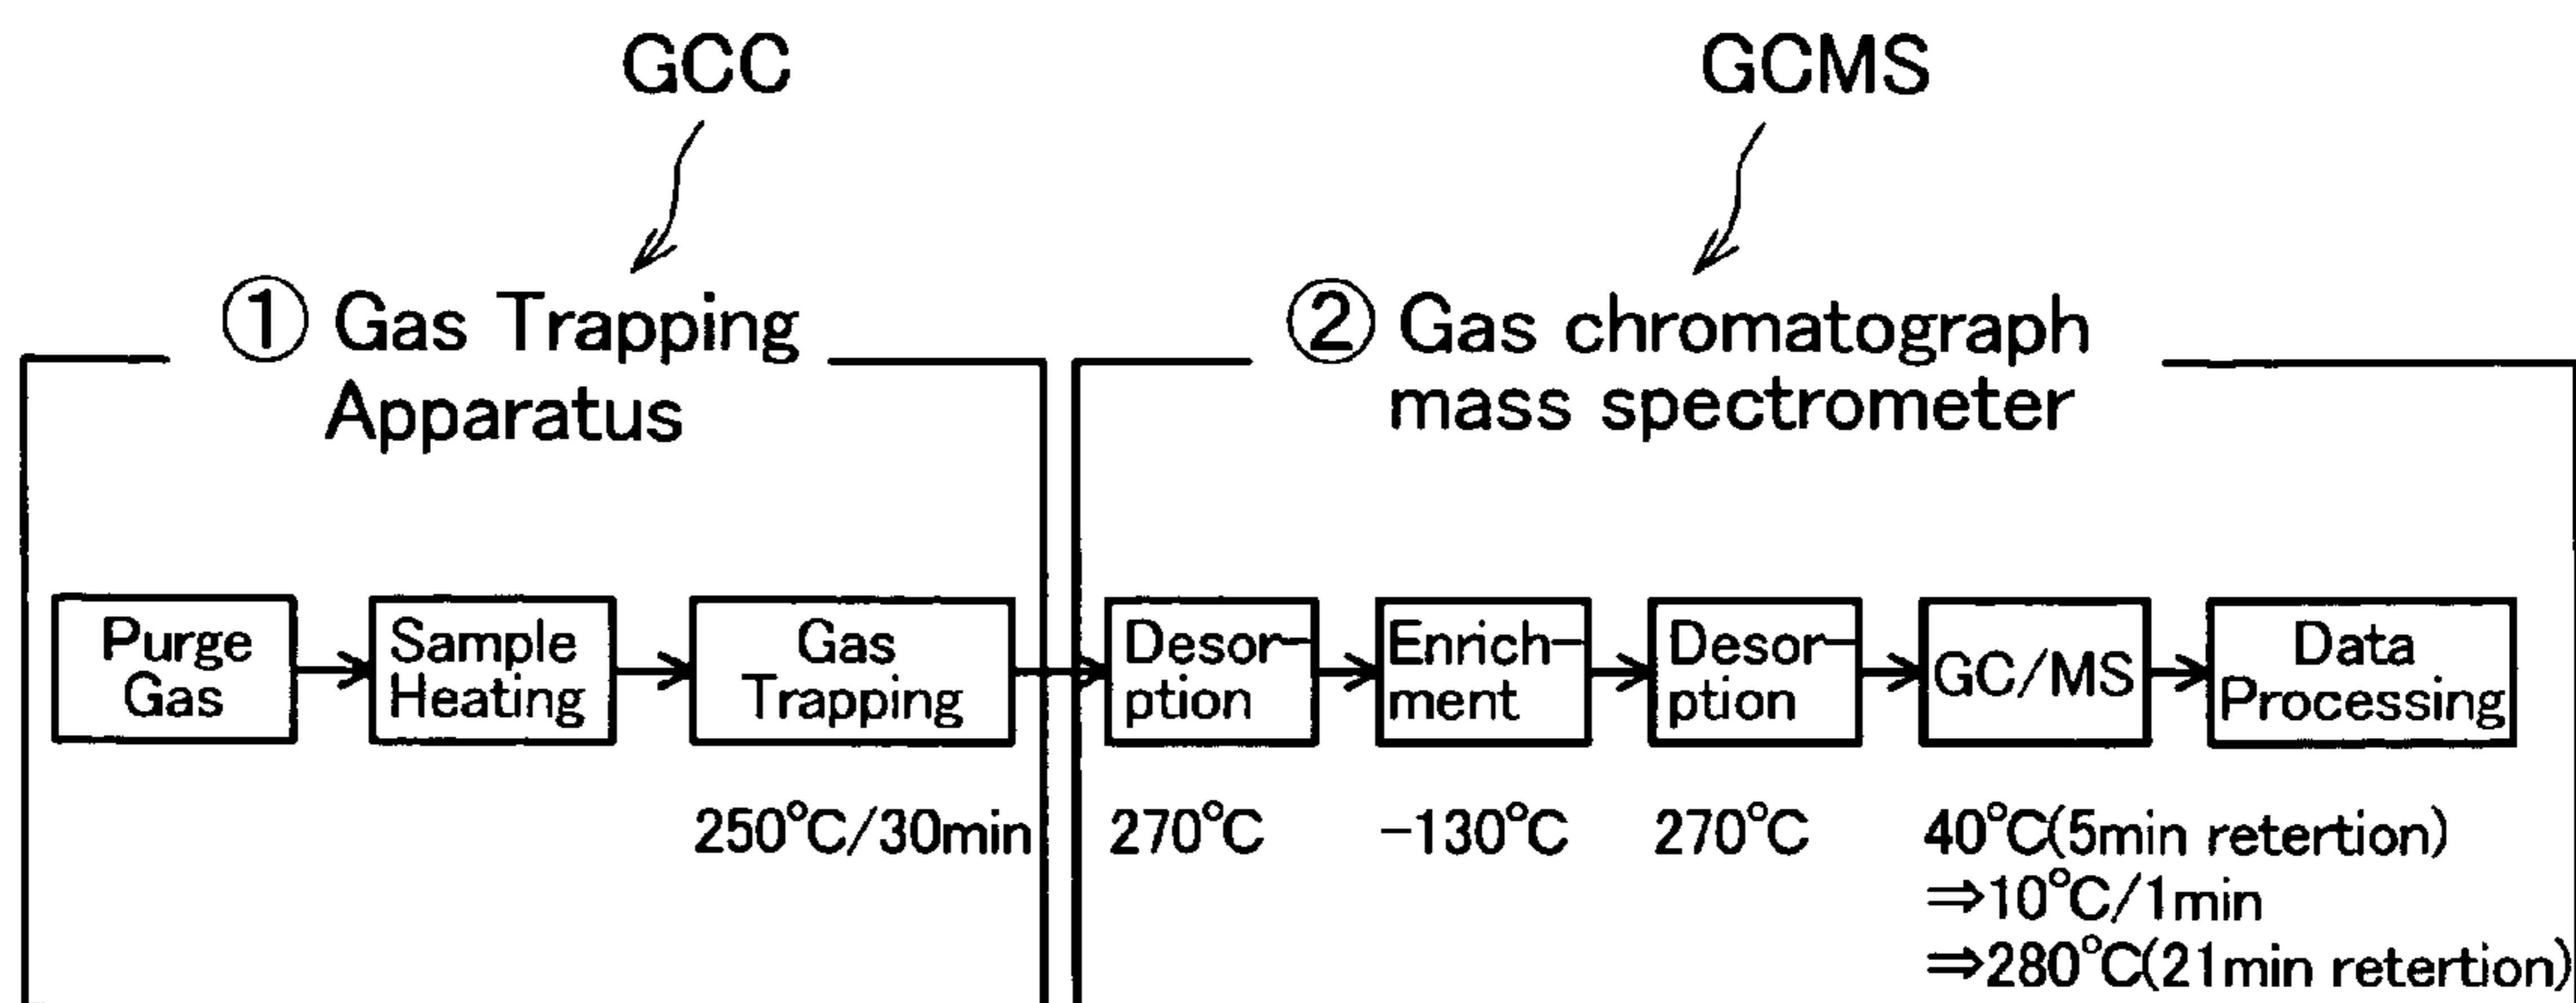 GCC
GCMS
① Gas Trapping
Apparatus
② Gas chromatograph
mass spectrometer
Purge
Gas
Sample
Heating
Gas
Trapping
Desor-
ption
Enrich-
ment
Desor-
ption
GC/MS
Data
Processing
250°C/30min
270°C
-130°C
270°C
40°C(5min retertion)
⇒10°C/1min
⇒280°C(21min retertion)